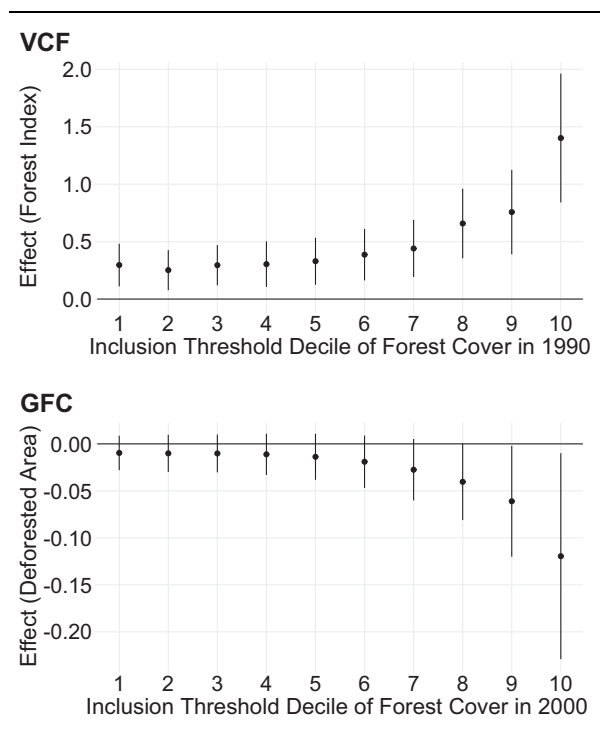 VCF
Effect (Forest Index)
2.0
1.5
1.0
0.5
0.0
1 2 3 4 5 6 7 8 9 10
Inclusion Threshold Decile of Forest Cover in 1990
GFC
Effect (Deforested Area)
0.00
-0.05
-0.10
-0.15
-0.20
1 2 3 4 5 6 7 8 9 10
Inclusion Threshold Decile of Forest Cover in 2000